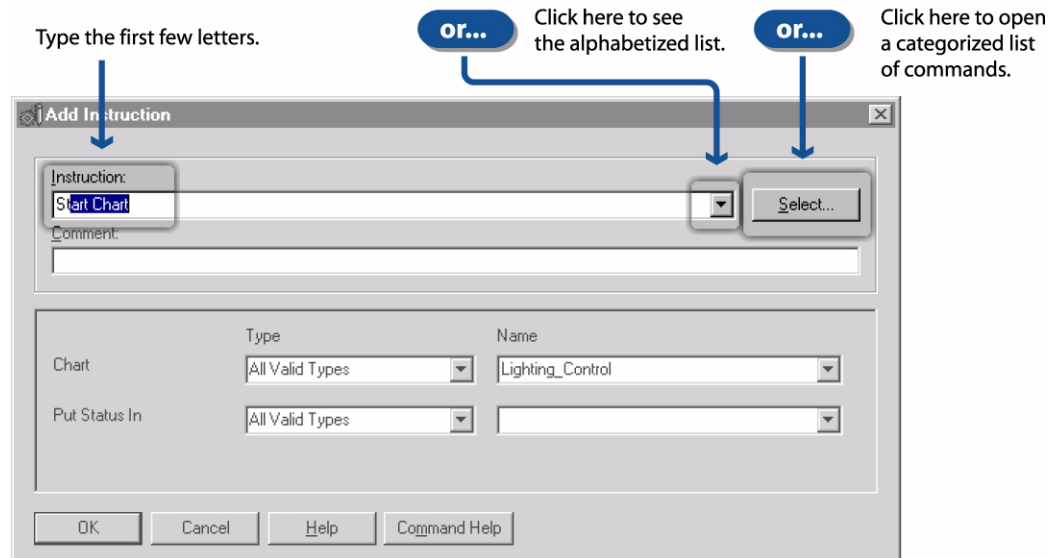 Type the first few letters.
or...
Click here to see
the alphabetized list.
or...
Click here to open
a categorized list
of commands.
Add Instruction
Instruction:
Start Chart
Select...
Comment:
Type
Name
Chart
All Valid Types
Lighting_Control
Put Status In
All Valid Types
OK
Cancel
Help
Command Help